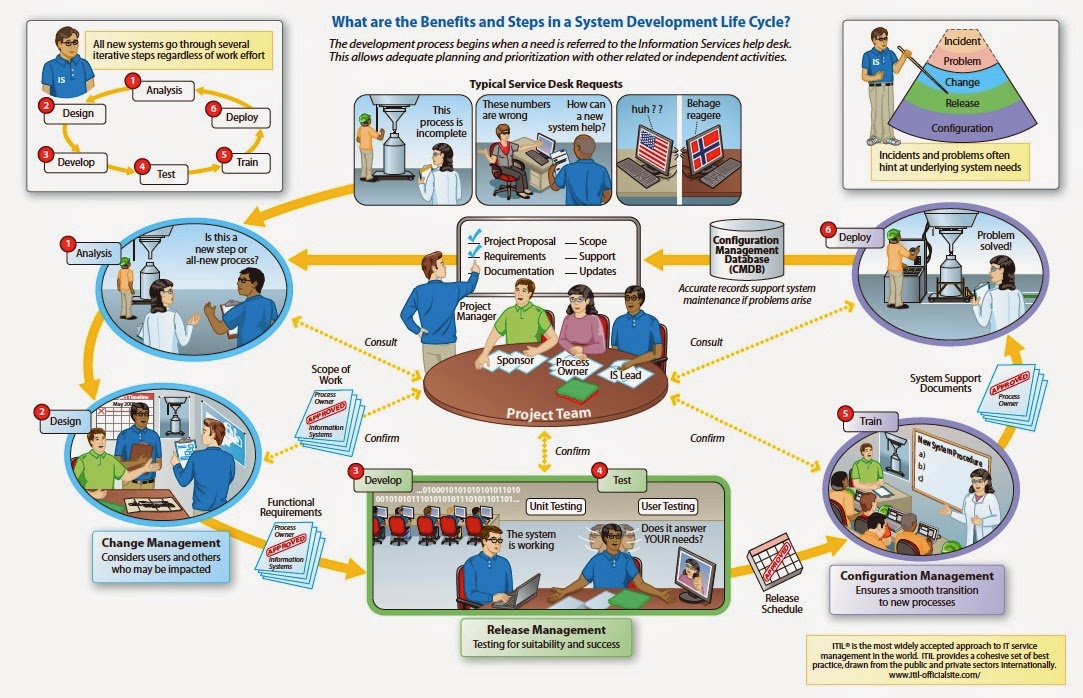 What are the Benefits and Steps in a System Development Life Cycle?
The development process begins when a need is referred to the Information Services help desk.
This allows adequate planning and prioritization with other related or independent activities.
IS
All new systems go through several
iterative steps regardless of work effort
1
Analysis
2
Design
3
Develop
4
Test
5
Train
6
Deploy
Typical Service Desk Requests
This
process is
incomplete
These numbers
are wrong
How can
a new
system help?
huh ? ?
Behage
reagere
IS
Incident
Problem
Change
Release
Configuration
Incidents and problems often
hint at underlying system needs
1
Analysis
Is this a
new step or
all-new process?
Project Proposal
Requirements
Documentation
Scope
Support
Updates
Project
Manager
Sponsor
Process
Owner
IS Lead
Project Team
Configuration
Management
Database
(CMDB)
Accurate records support system
maintenance if problems arise
6
Deploy
Problem
solved!
Consult
Consult
Scope of
Work
Process
Owner
APPROVED
Information
Systems
Confirm
Confirm
Confirm
System Support
Documents
APPROVED
Process
Owner
2
Design
Project Timeline
Functional
Requirements
Process
Owner
APPROVED
Information
Systems
Change Management
Considers users and others
who may be impacted
3
Develop
4
Test
...01000101010101010110​10
Unit Testing
User Testing
The system
is working
Does it answer
YOUR needs?
Release Management
Testing for suitability and success
APPROVED
Release
Schedule
5
Train
New System Procedure
a)
b)
c)
Configuration Management
Ensures a smooth transition
to new processes
ITIL® is the most widely accepted approach to IT service
management in the world. ITIL provides a cohesive set of best
practice, drawn from the public and private sectors internationally.
www.itil-officialsite.com/